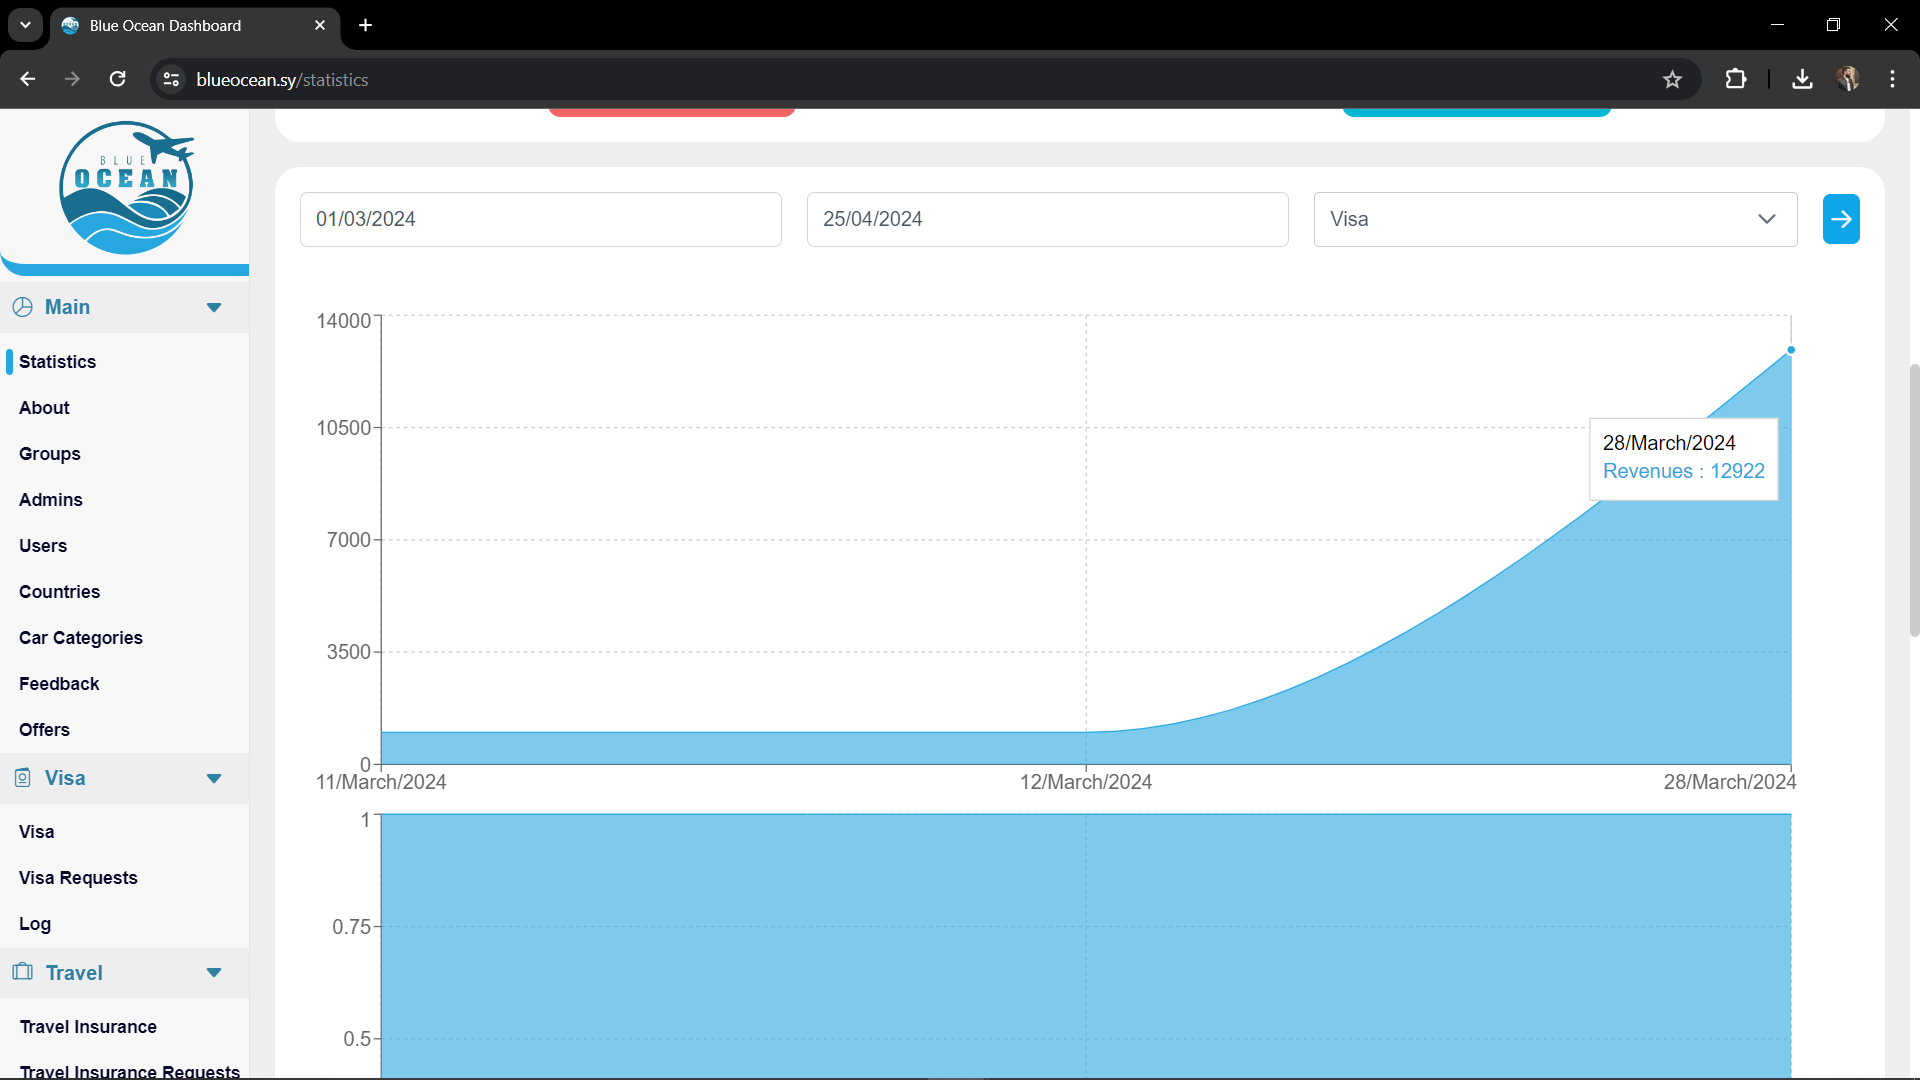 Blue Ocean Dashboard
blueocean.sy/statistics
BLUE
OCEAN
01/03/2024
25/04/2024
Visa
Main
Statistics
About
Groups
Admins
Users
Countries
Car Categories
Feedback
Offers
Visa
Visa
Visa Requests
Log
Travel
Travel Insurance
Travel Insurance Requests
14000
10500
7000
3500
0
28/March/2024
Revenues : 12922
11/March/2024
12/March/2024
28/March/2024
1
0.75
0.5